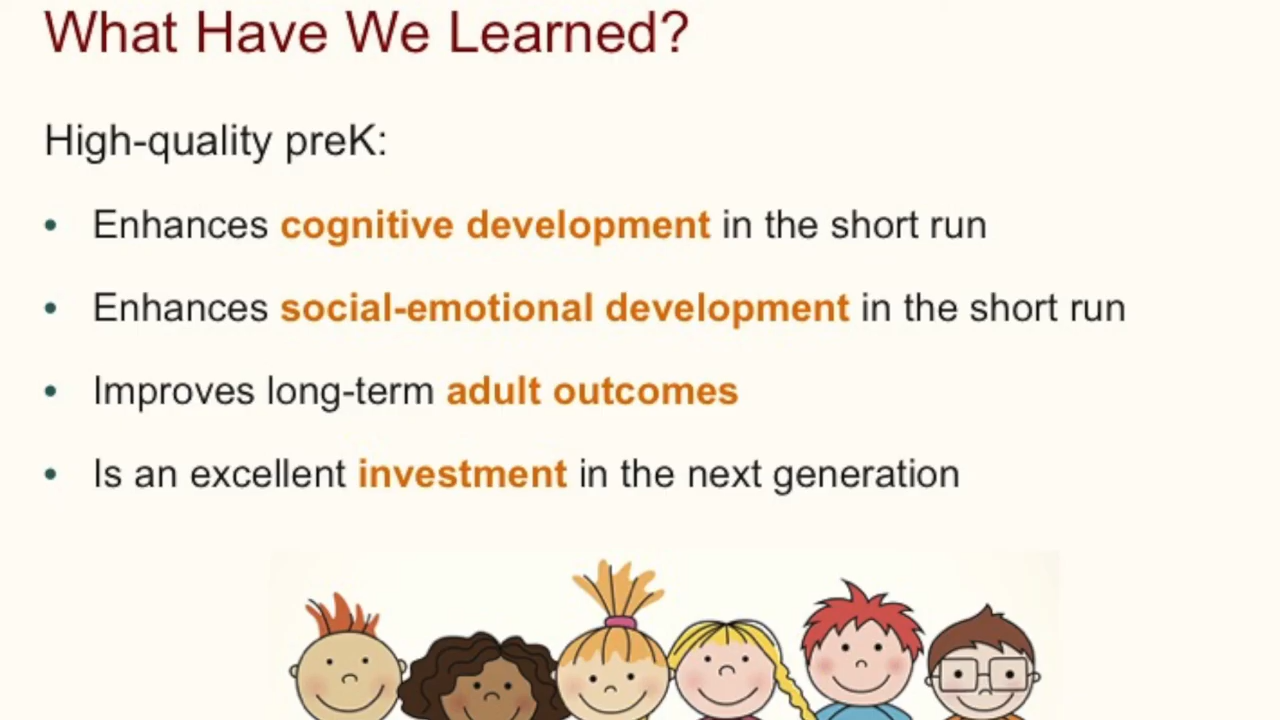 What Have We Learned?
High-quality preK:
• Enhances cognitive development in the short run
• Enhances social-emotional development in the short run
• Improves long-term adult outcomes
• Is an excellent investment in the next generation